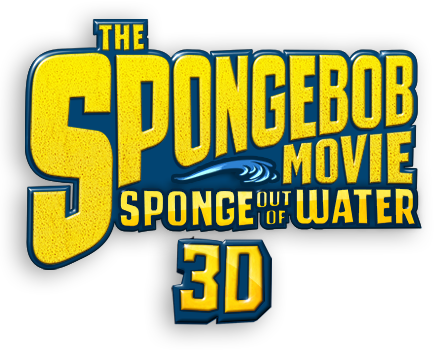 THE
SPONGEBOB
MOVIE
SPONGE OUT OF WATER
3D